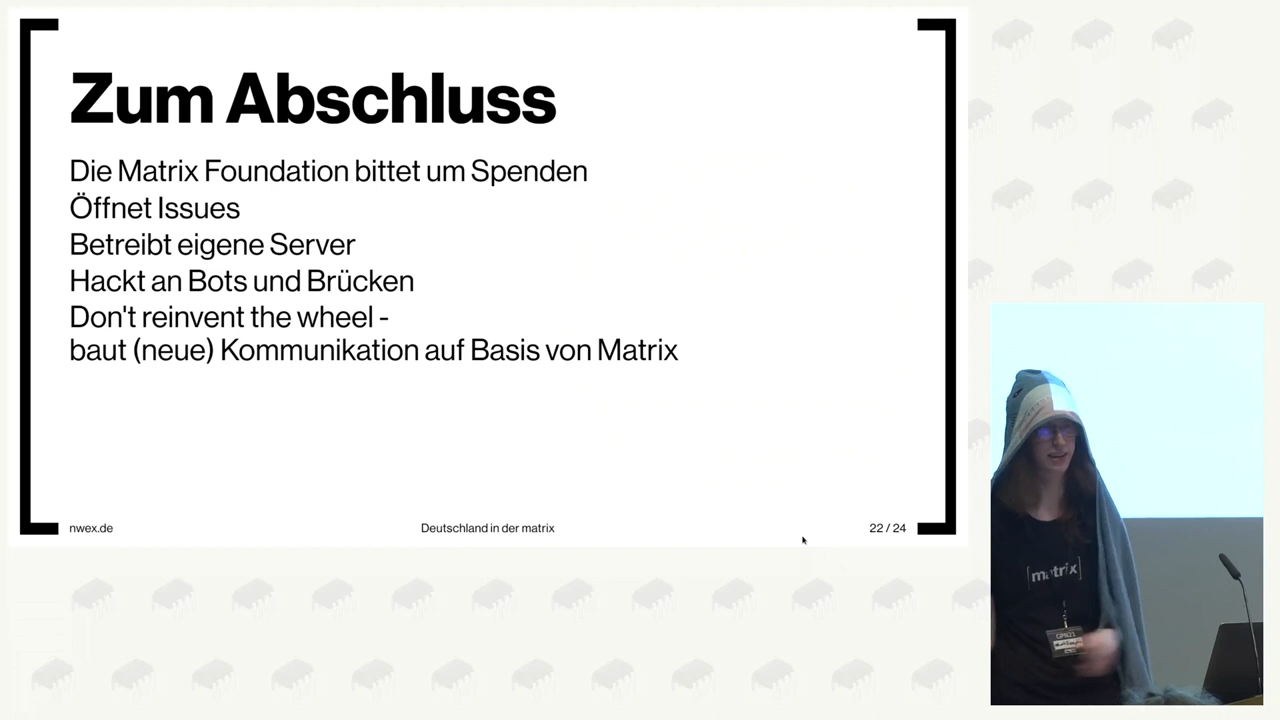 Zum Abschluss
Die Matrix Foundation bittet um Spenden
Öffnet Issues
Betreibt eigene Server
Hackt an Bots und Brücken
Don't reinvent the wheel -
baut (neue) Kommunikation auf Basis von Matrix
nwex.de
Deutschland in der matrix
22 / 24
[matrix]
GPN21